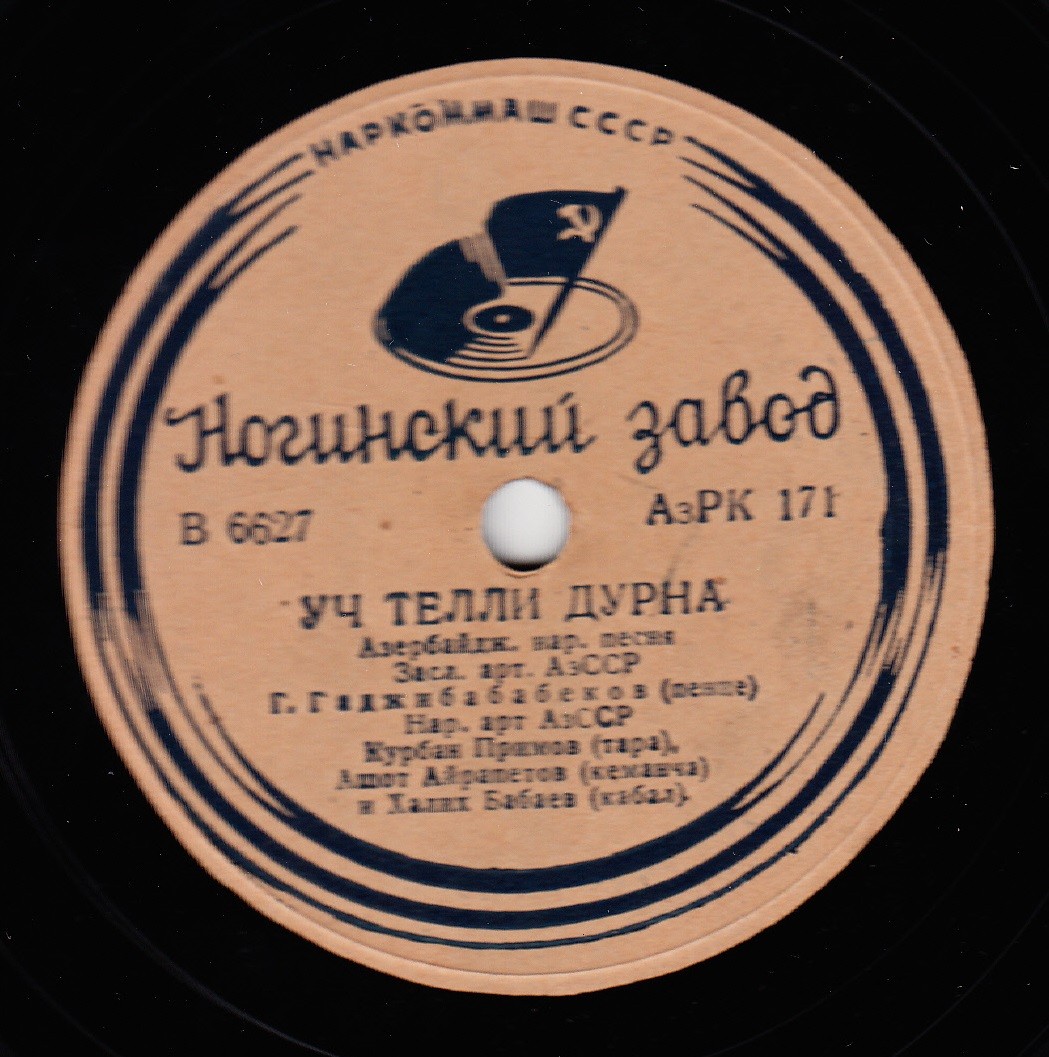 НАРКОММАШ СССР
Ногинский завод
В 6627
АзРК 171
УЧ ТЕЛЛИ ДУРНА
Азербайдж. нар. песня
Засл. арт. АзССР
Г. Гаджибабабеков (пение)
Нар. арт АзССР
Курбан Примов (тара),
Ашот Айрапетов (кеманча)
и Халих Бабаев (кабал).